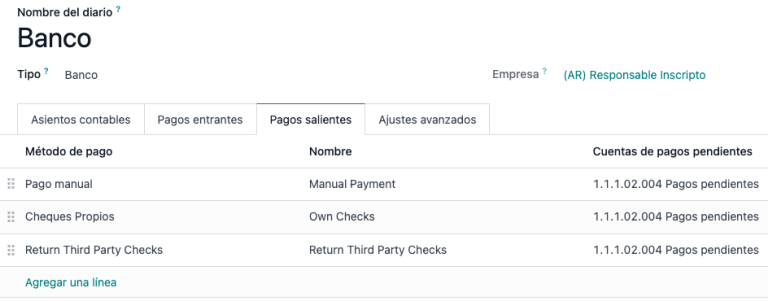 Nombre del diario ?
Banco
Tipo ? Banco Empresa ? (AR) Responsable Inscripto
Asientos contables Pagos entrantes Pagos salientes Ajustes avanzados
Método de pago Nombre Cuentas de pagos pendientes
Pago manual Manual Payment 1.1.1.02.004 Pagos pendientes
Cheques Propios Own Checks 1.1.1.02.004 Pagos pendientes
Return Third Party Checks Return Third Party Checks 1.1.1.02.004 Pagos pendientes
Agregar una línea